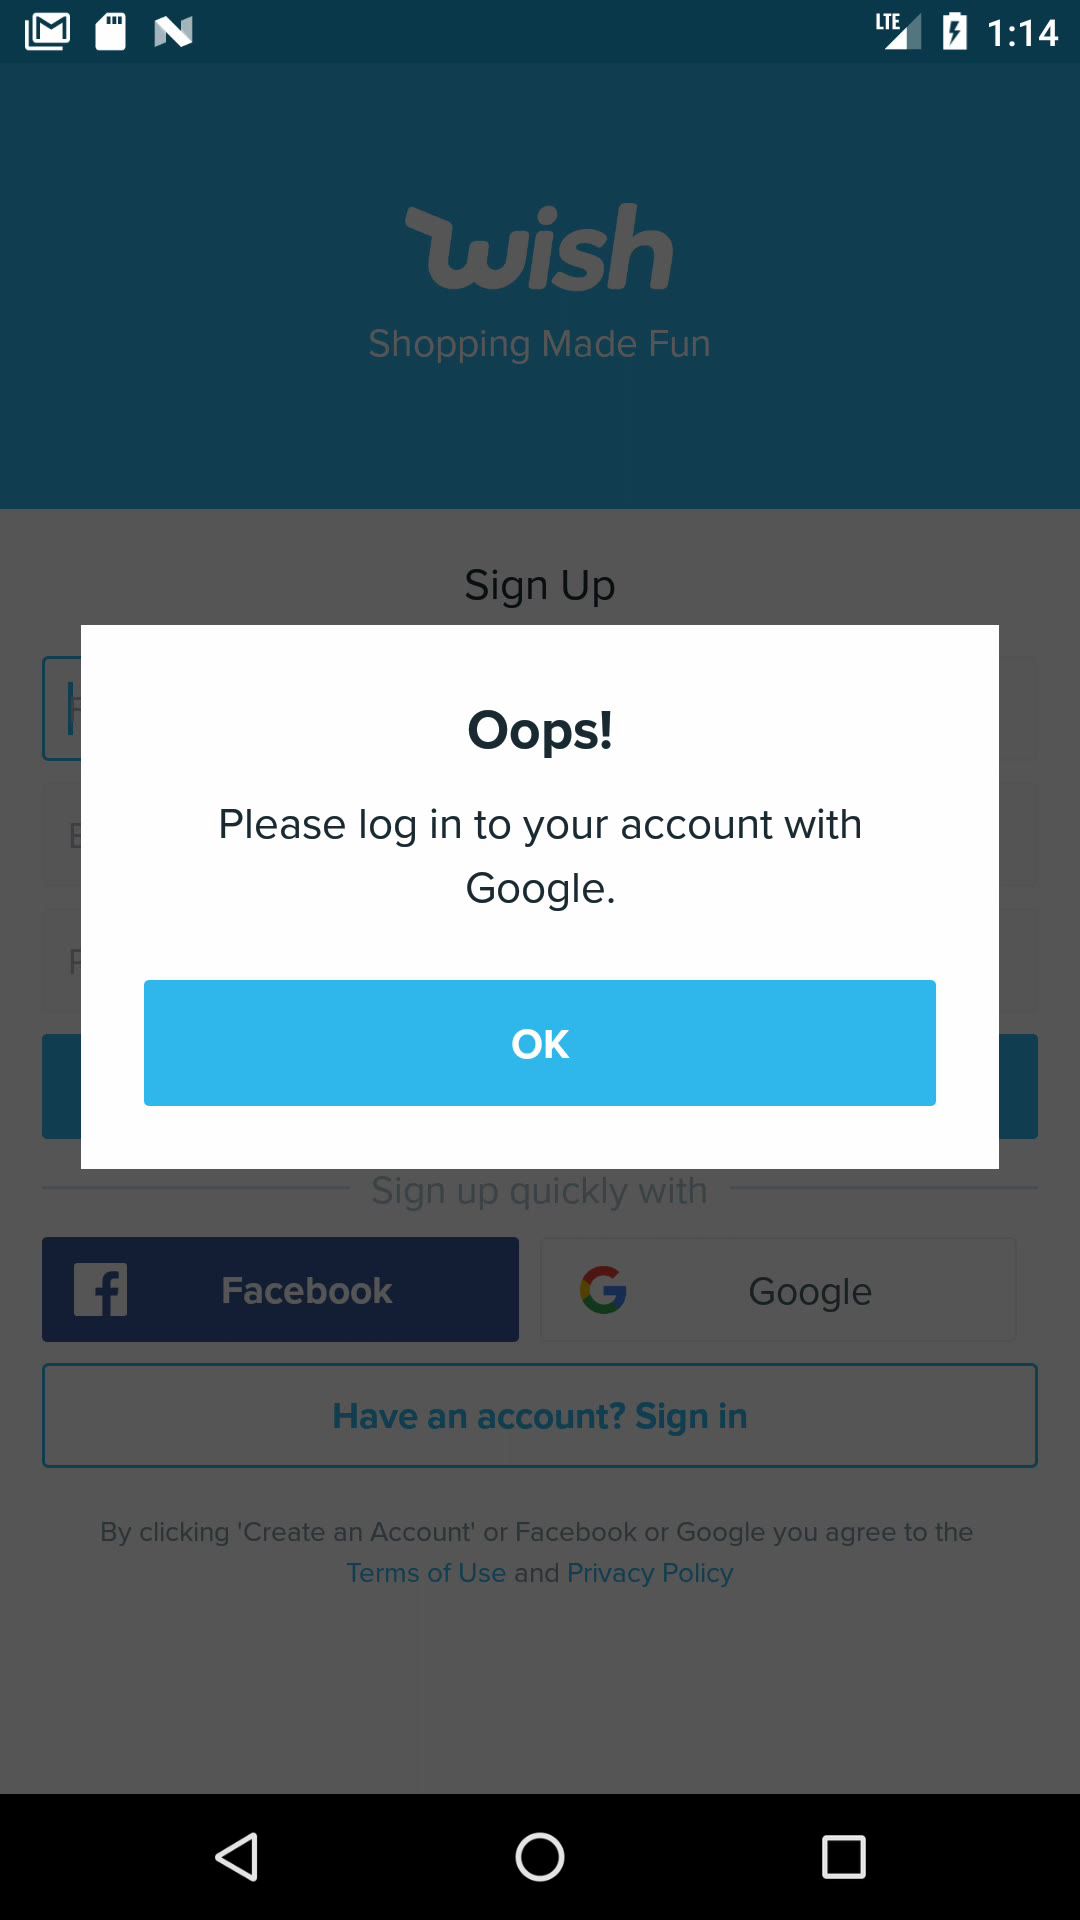 LTE 1:14
wish
Shopping Made Fun
Sign Up
Oops!
Please log in to your account with
Google.
OK
Sign up quickly with
Facebook
Google
Have an account? Sign in
By clicking 'Create an Account' or Facebook or Google you agree to the
Terms of Use and Privacy Policy